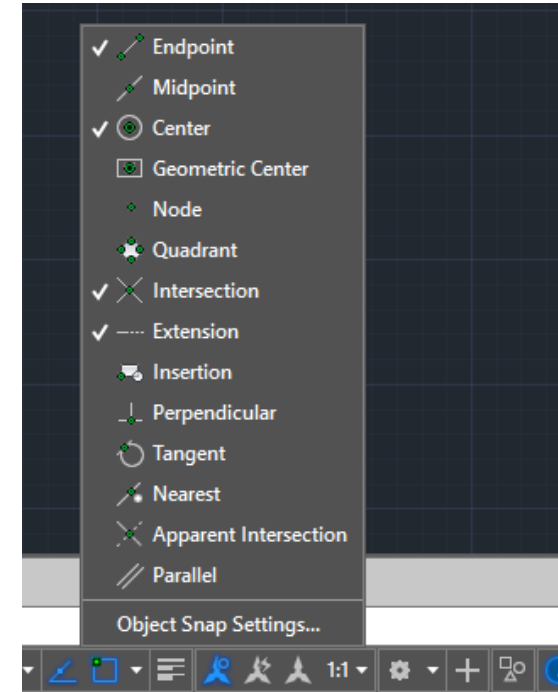 Endpoint
Midpoint
Center
Geometric Center
Node
Quadrant
Intersection
Extension
Insertion
Perpendicular
Tangent
Nearest
Apparent Intersection
Parallel
Object Snap Settings...
1:1